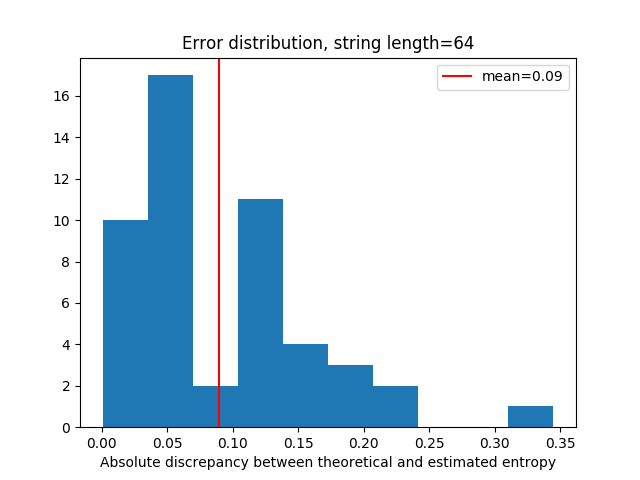 Error distribution, string length=64
mean=0.09
16
14
12
10
8
6
4
2
0
0.00 0.05 0.10 0.15 0.20 0.25 0.30 0.35
Absolute discrepancy between theoretical and estimated entropy